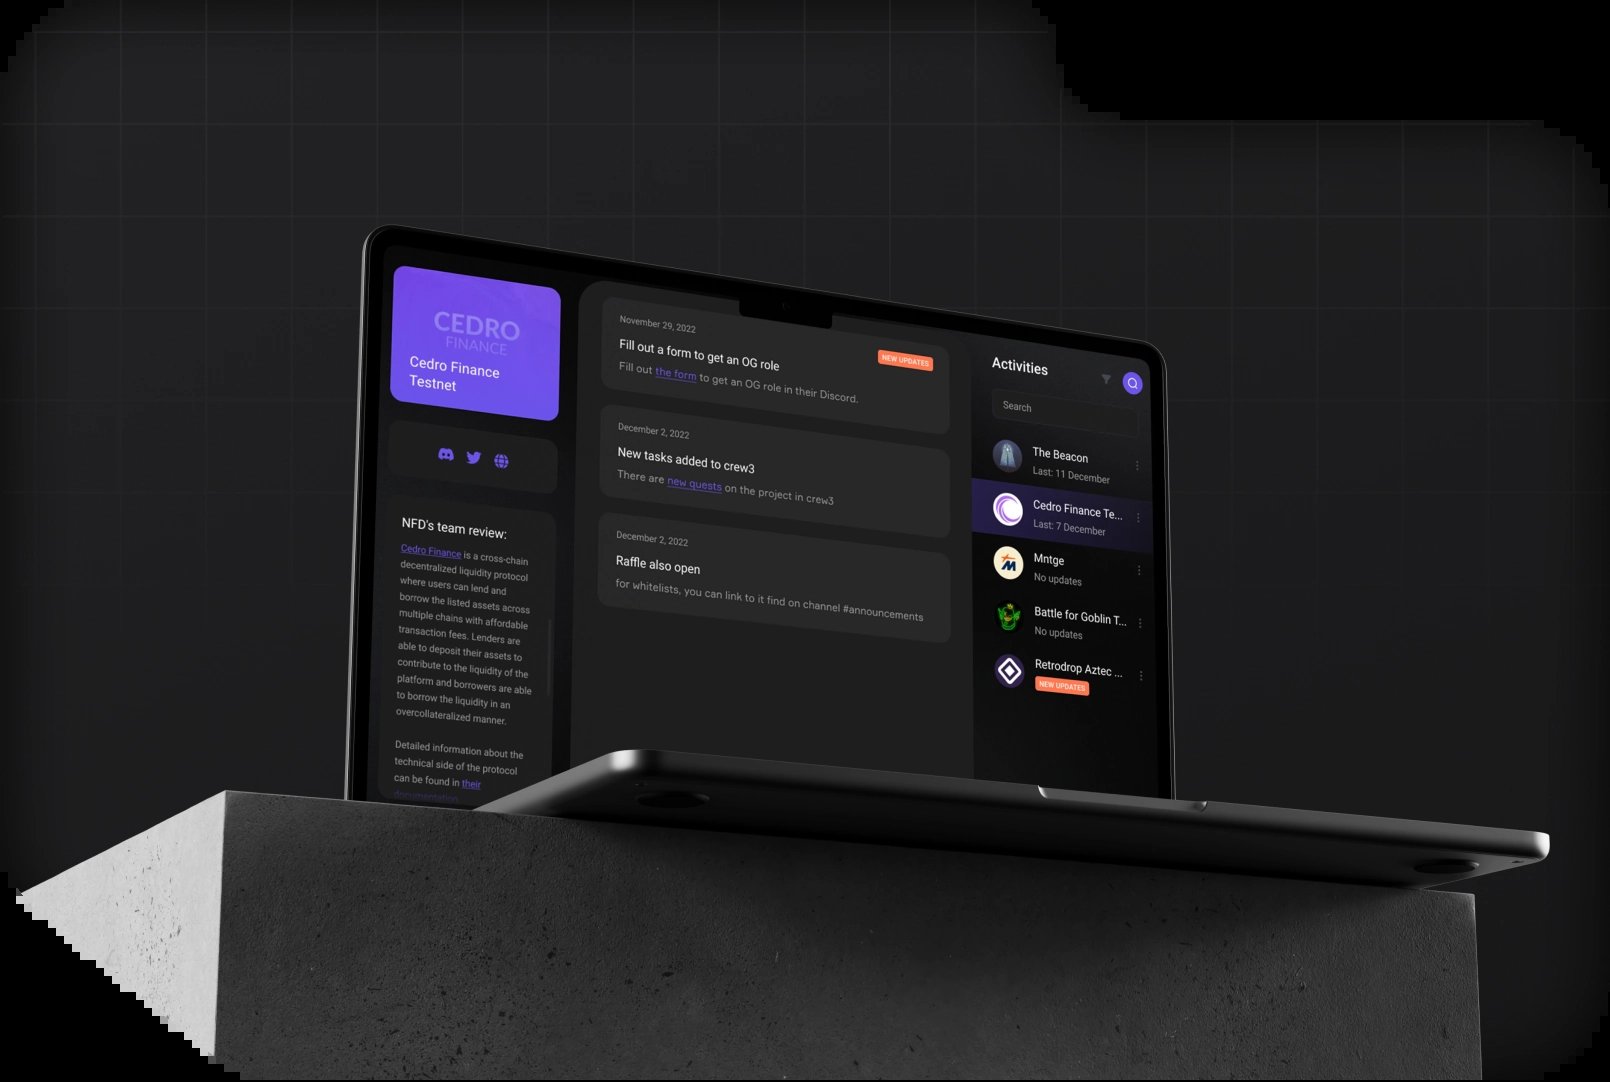 CEDRO
FINANCE
Cedro Finance
Testnet
NFD's team review:
Cedro Finance is a cross-chain
decentralized liquidity protocol
where users can lend and
borrow the listed assets across
multiple chains with affordable
transaction fees. Lenders are
able to deposit their assets to
contribute to the liquidity of the
platform and borrowers are able
to borrow the liquidity in an
overcollateralized manner.
Detailed information about the
technical side of the protocol
can be found in their
documentation.
November 29, 2022
Fill out a form to get an OG role
NEW UPDATES
Fill out the form to get an OG role in their Discord.
December 2, 2022
New tasks added to crew3
There are new quests on the project in crew3
December 2, 2022
Raffle also open
for whitelists, you can link to it find on channel #announcements
Activities
Search
The Beacon
Last: 11 December
Cedro Finance Te...
Last: 7 December
Mntge
No updates
Battle for Goblin T...
No updates
Retrodrop Aztec ...
NEW UPDATES